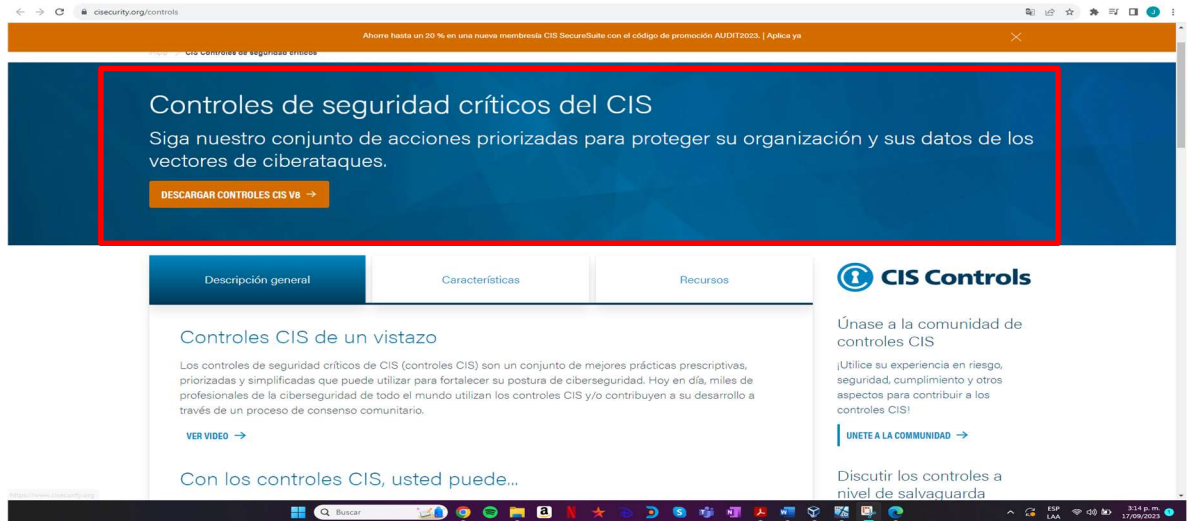 cisecurity.org/controls
Ahorre hasta un 20 % en una nueva membresía CIS SecureSuite con el código de promoción AUDIT2023. | Aplica ya
CIS Controles de seguridad críticos
Controles de seguridad críticos del CIS
Siga nuestro conjunto de acciones priorizadas para proteger su organización y sus datos de los
vectores de ciberataques.
DESCARGAR CONTROLES CIS V8 →
Descripción general
Características
Recursos
Controles CIS de un vistazo
Los controles de seguridad críticos de CIS (controles CIS) son un conjunto de mejores prácticas prescriptivas,
priorizadas y simplificadas que puede utilizar para fortalecer su postura de ciberseguridad. Hoy en día, miles de
profesionales de la ciberseguridad de todo el mundo utilizan los controles CIS y/o contribuyen a su desarrollo a
través de un proceso de consenso comunitario.
VER VIDEO →
Con los controles CIS, usted puede...
CIS Controls
Únase a la comunidad de
controles CIS
¡Utilice su experiencia en riesgo,
seguridad, cumplimiento y otros
aspectos para contribuir a los
controles CIS!
UNETE A LA COMMUNIDAD →
Discutir los controles a
nivel de salvaguarda
https://www.cisecurity.org
Buscar
ESP
LAA
3:14 p. m.
17/09/2023